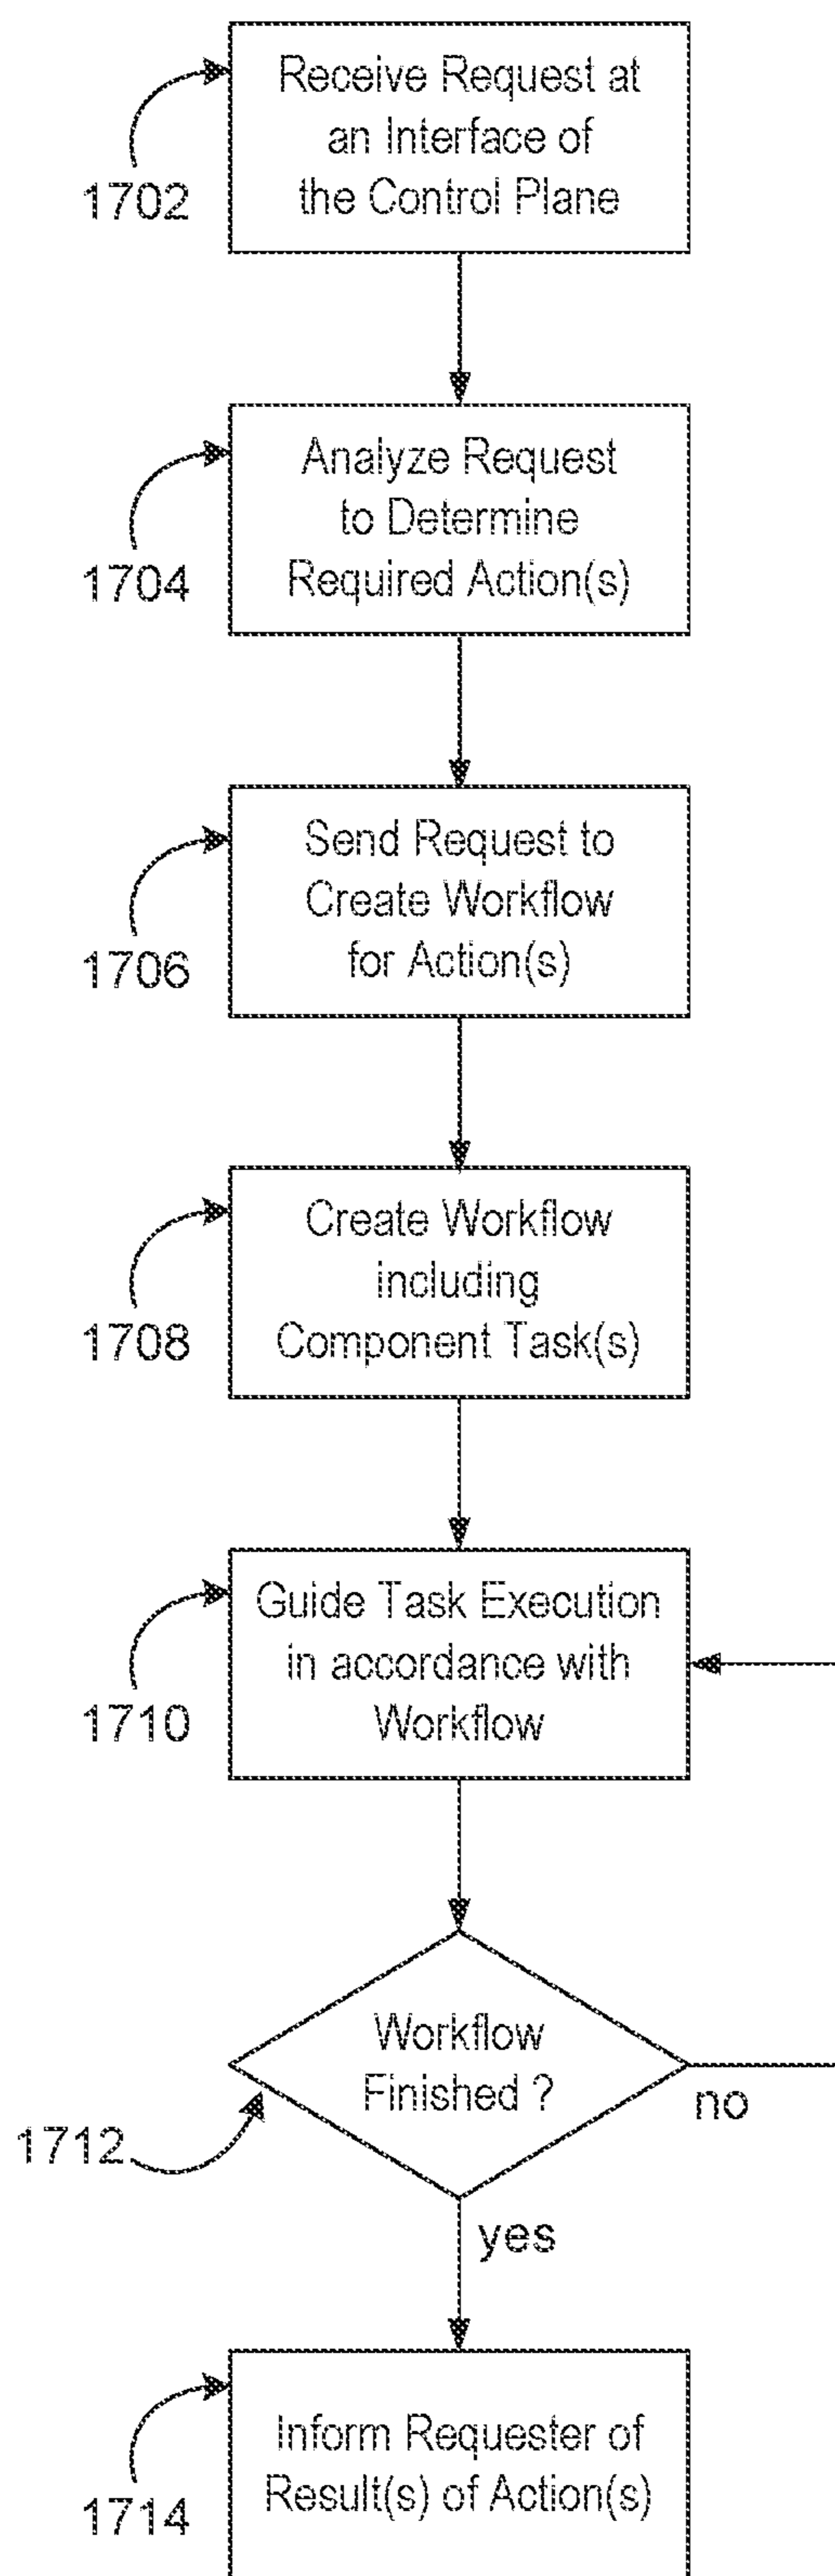 Receive Request at
an Interface of
the Control Plane
1702
Analyze Request
to Determine
Required Action(s)
1704
Send Request to
Create Workflow
for Action(s)
1706
Create Workflow
including
Component Task(s)
1708
Guide Task Execution
in accordance with
Workflow
1710
Workflow
Finished ?
no
1712
yes
Inform Requester of
Result(s) of Action(s)
1714